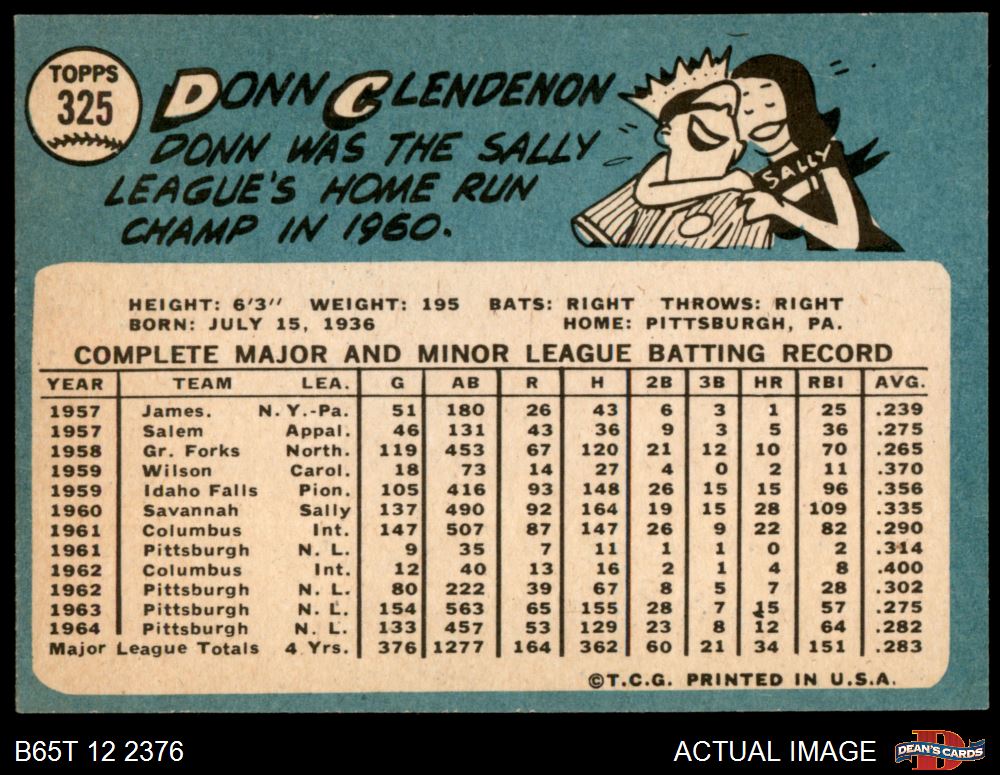 TOPPS
325
DONN CLENDENON
DONN WAS THE SALLY
LEAGUE'S HOME RUN
CHAMP IN 1960.
SALLY
HEIGHT: 6'3" WEIGHT: 195 BATS: RIGHT THROWS: RIGHT
BORN: JULY 15, 1936 HOME: PITTSBURGH, PA.
COMPLETE MAJOR AND MINOR LEAGUE BATTING RECORD
YEAR TEAM LEA. G AB R H 2B 3B HR RBI AVG.
1957 James. N.Y.-Pa. 51 180 26 43 6 3 1 25 .239
1957 Salem Appal. 46 131 43 36 9 3 5 36 .275
1958 Gr. Forks North. 119 453 67 120 21 12 10 70 .265
1959 Wilson Carol. 18 73 14 27 4 0 2 11 .370
1959 Idaho Falls Pion. 105 416 93 148 26 15 15 96 .356
1960 Savannah Sally 137 490 92 164 19 15 28 109 .335
1961 Columbus Int. 147 507 87 147 26 9 22 82 .290
1961 Pittsburgh N. L. 9 35 7 11 1 1 0 2 .314
1962 Columbus Int. 12 40 13 16 2 1 4 8 .400
1962 Pittsburgh N. L. 80 222 39 67 8 5 7 28 .302
1963 Pittsburgh N. L. 154 563 65 155 28 7 15 57 .275
1964 Pittsburgh N. L. 133 457 53 129 23 8 12 64 .282
Major League Totals 4 Yrs. 376 1277 164 362 60 21 34 151 .283
©T.C.G. PRINTED IN U.S.A.
B65T 12 2376
ACTUAL IMAGE
DEAN'S CARDS